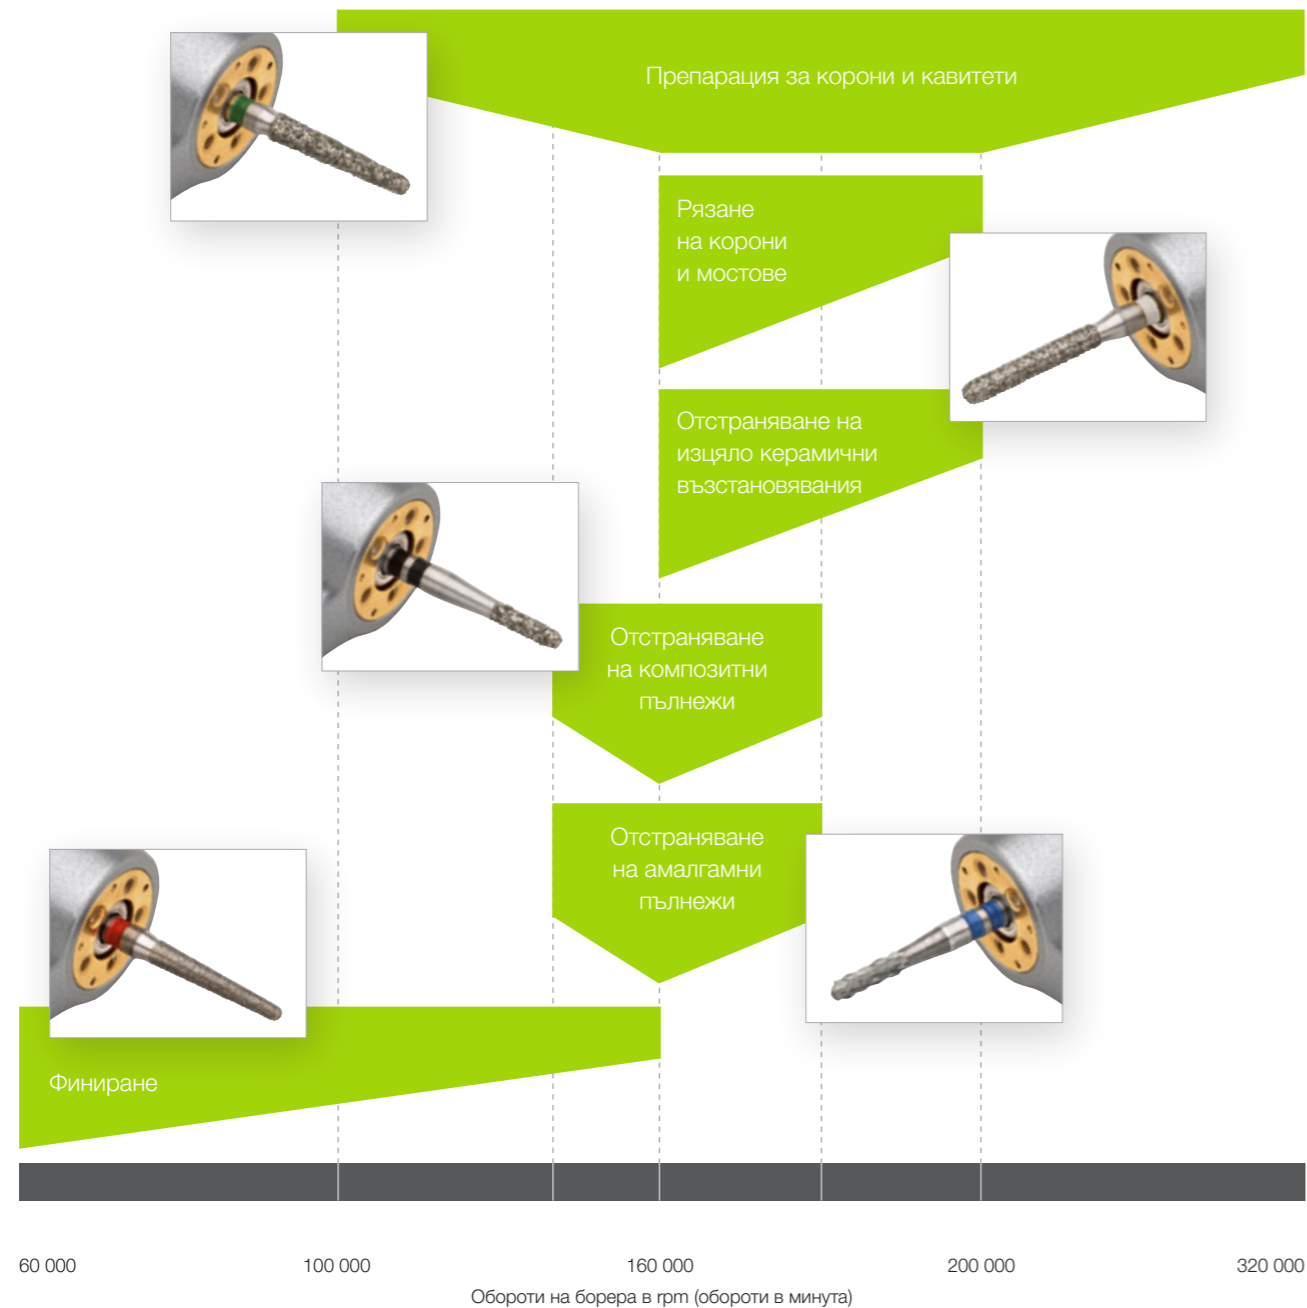 Препарация за корони и кавитети
Рязане
на корони
и мостове
Отстраняване на
изцяло керамични
възстановявания
Отстраняване
на композитни
пълнежи
Отстраняване
на амалгамни
пълнежи
Финиране
60 000
100 000
160 000
200 000
320 000
Обороти на борера в rpm (обороти в минута)